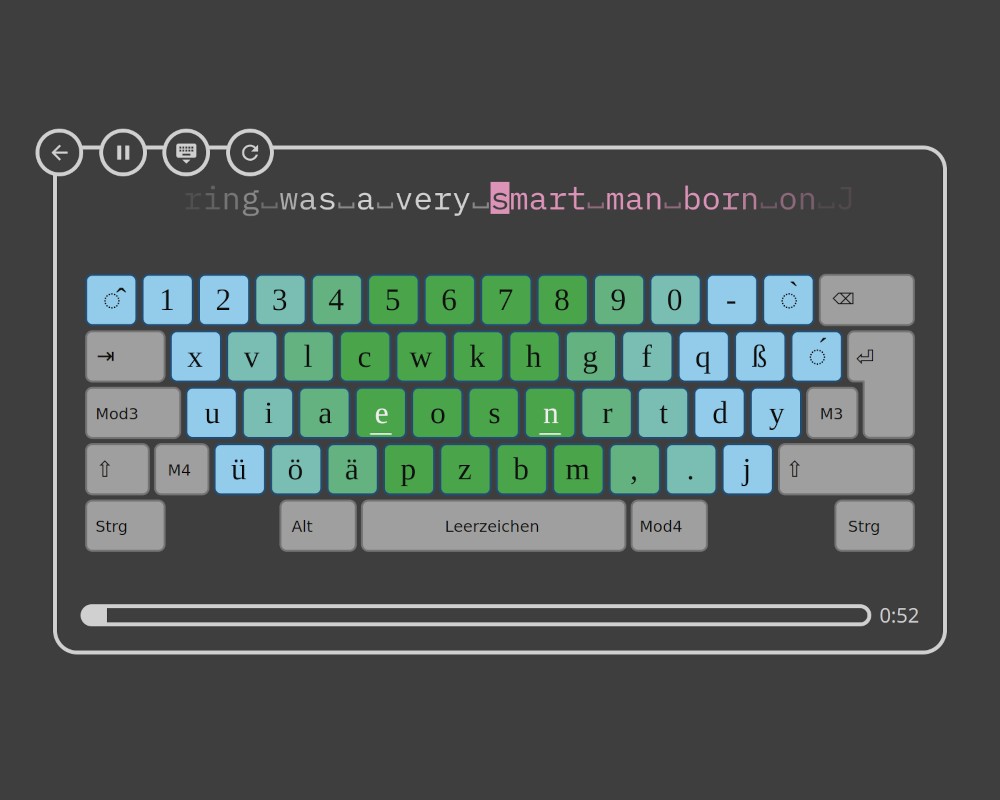 ring␣was␣a␣very␣smart␣man␣born␣on␣J
◌̂ 1 2 3 4 5 6 7 8 9 0 - ◌̀ ⌫
⇥ x v l c w k h g f q ß ◌́ ⏎
Mod3 u i a e o s n r t d y M3
⇧ M4 ü ö ä p z b m , . j ⇧
Strg Alt Leerzeichen Mod4 Strg
0:52